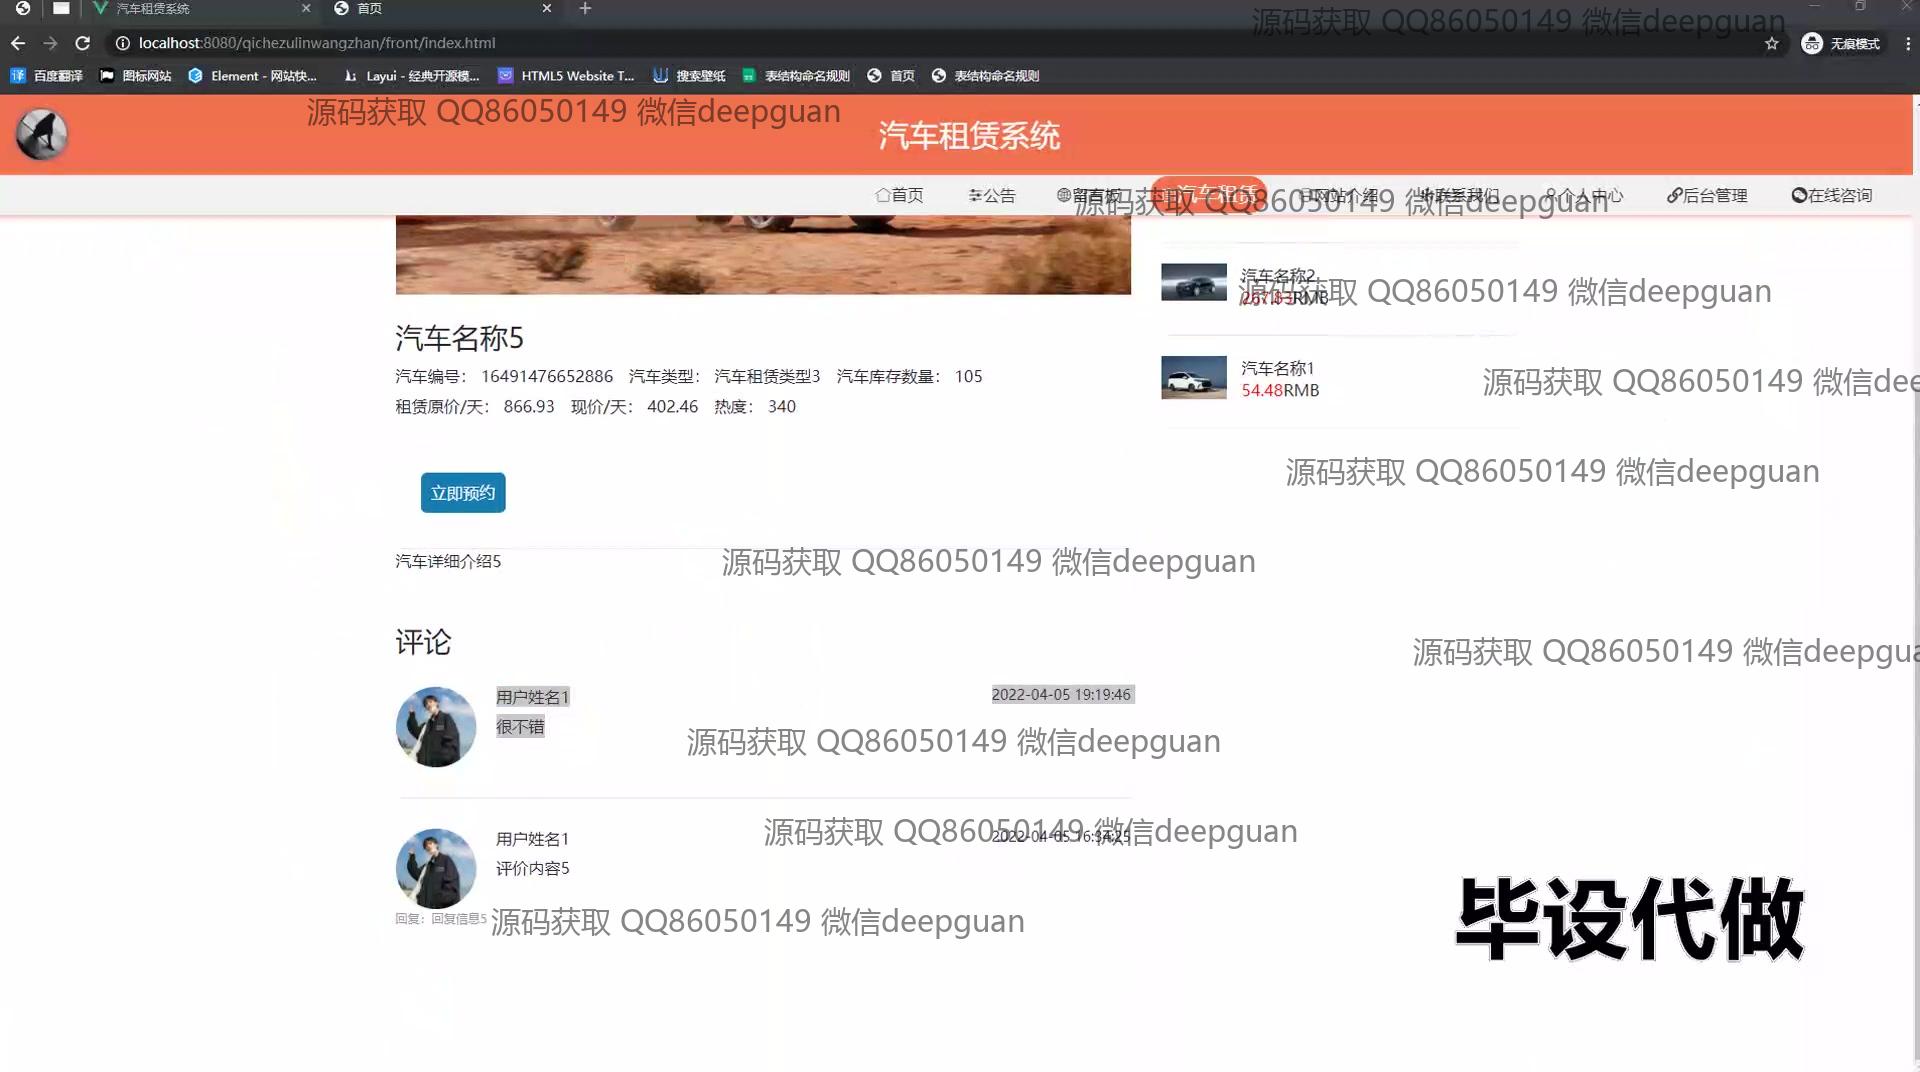 汽车租赁系统
首页
源码获取 QQ86050149 微信deepguan
localhost:8080/qichezulinwangzhan/front/index.html
无痕模式
百度翻译 图标网站 Element - 网站快... Layui - 经典开源模... HTML5 Website T... 搜索壁纸 表结构命名规则 首页 表结构命名规则
源码获取 QQ86050149 微信deepguan
汽车租赁系统
首页 公告 留言板 汽车租赁 网站介绍 联系我们 个人中心 后台管理 在线咨询
源码获取 QQ86050149 微信deepguan
汽车名称2
267.83RMB
源码获取 QQ86050149 微信deepguan
汽车名称5
汽车编号： 16491476652886 汽车类型： 汽车租赁类型3 汽车库存数量： 105
租赁原价/天： 866.93 现价/天： 402.46 热度： 340
汽车名称1
54.48RMB
源码获取 QQ86050149 微信dee
源码获取 QQ86050149 微信deepguan
立即预约
汽车详细介绍5
源码获取 QQ86050149 微信deepguan
评论
源码获取 QQ86050149 微信deepgua
用户姓名1 2022-04-05 19:19:46
很不错
源码获取 QQ86050149 微信deepguan
用户姓名1 2022-04-05 16:34:25
源码获取 QQ86050149 微信deepguan
评价内容5
回复：回复信息5
源码获取 QQ86050149 微信deepguan
毕设代做